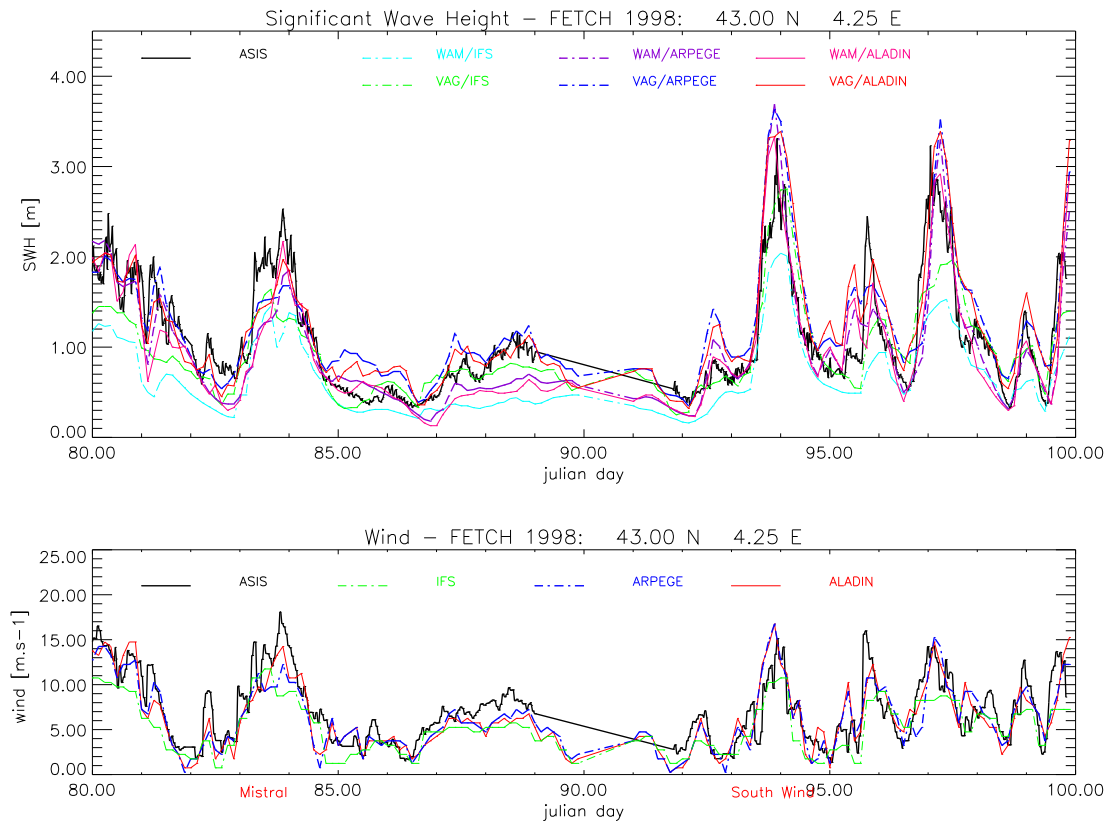 Significant Wave Height – FETCH 1998: 43.00 N 4.25 E
ASIS WAM/IFS WAM/ARPEGE WAM/ALADIN
VAG/IFS VAG/ARPEGE VAG/ALADIN
4.00
3.00
2.00
1.00
0.00
SWH [m]
80.00 85.00 90.00 95.00 100.00
julian day
Wind – FETCH 1998: 43.00 N 4.25 E
ASIS IFS ARPEGE ALADIN
25.00
20.00
15.00
10.00
5.00
0.00
wind [m.s−1]
Mistral South Wind
80.00 85.00 90.00 95.00 100.00
julian day